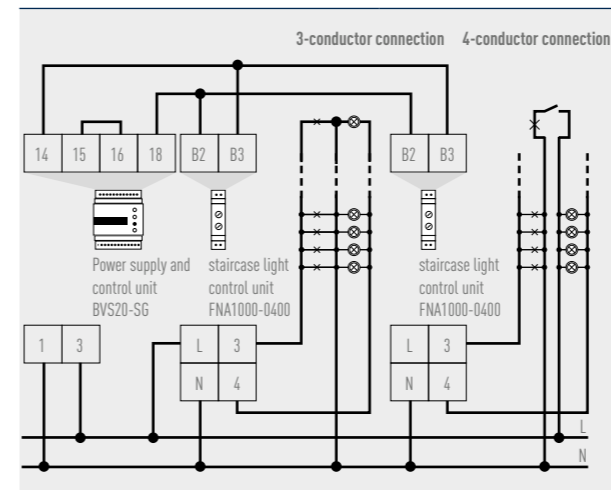 3-conductor connection 4-conductor connection
14 15 16 18 B2 B3 B2 B3
Power supply and
control unit
BVS20-SG
staircase light
control unit
FNA1000-0400
staircase light
control unit
FNA1000-0400
1 3 L 3 L 3
N 4 N 4
L
N